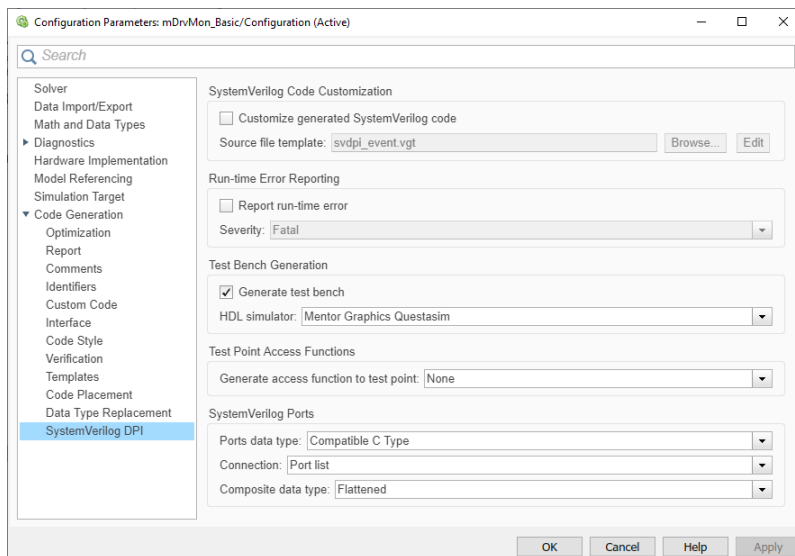 Configuration Parameters: mDrvMon_Basic/Configuration (Active)
Search
Solver
Data Import/Export
Math and Data Types
Diagnostics
Hardware Implementation
Model Referencing
Simulation Target
Code Generation
Optimization
Report
Comments
Identifiers
Custom Code
Interface
Code Style
Verification
Templates
Code Placement
Data Type Replacement
SystemVerilog DPI
SystemVerilog Code Customization
Customize generated SystemVerilog code
Source file template: svdpi_event.vgt Browse... Edit
Run-time Error Reporting
Report run-time error
Severity: Fatal
Test Bench Generation
Generate test bench
HDL simulator: Mentor Graphics Questasim
Test Point Access Functions
Generate access function to test point: None
SystemVerilog Ports
Ports data type: Compatible C Type
Connection: Port list
Composite data type: Flattened
OK Cancel Help Apply